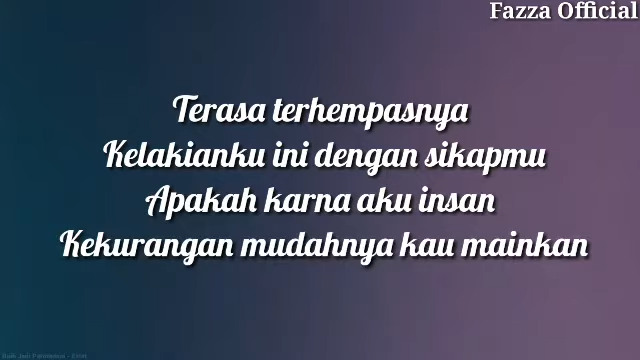 Fazza Official
Terasa terhempasnya
Kelakianku ini dengan sikapmu
Apakah karna aku insan
Kekurangan mudahnya kau mainkan